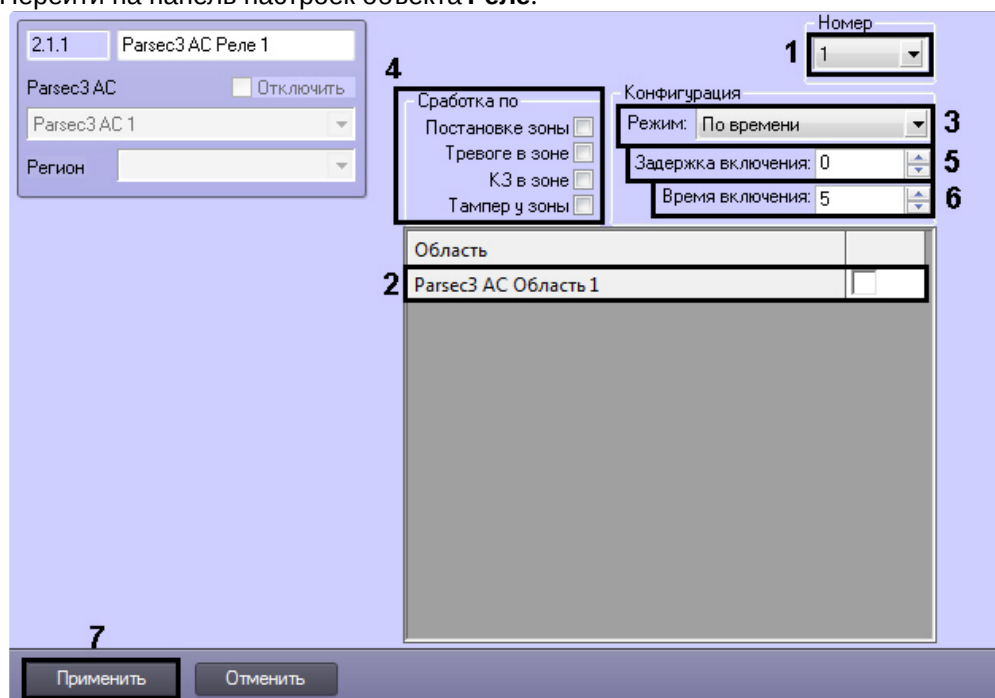 Перейти на панель настроек объекта Реле.
2.1.1 Parsec3 AC Реле 1
Parsec3 AC Отключить
Parsec3 AC 1
Регион
4
Сработка по
Постановке зоны
Тревоге в зоне
КЗ в зоне
Тампер у зоны
Номер
1 1
Конфигурация
Режим: По времени 3
Задержка включения: 0 5
Время включения: 5 6
Область
2 Parsec3 AC Область 1
7
Применить Отменить